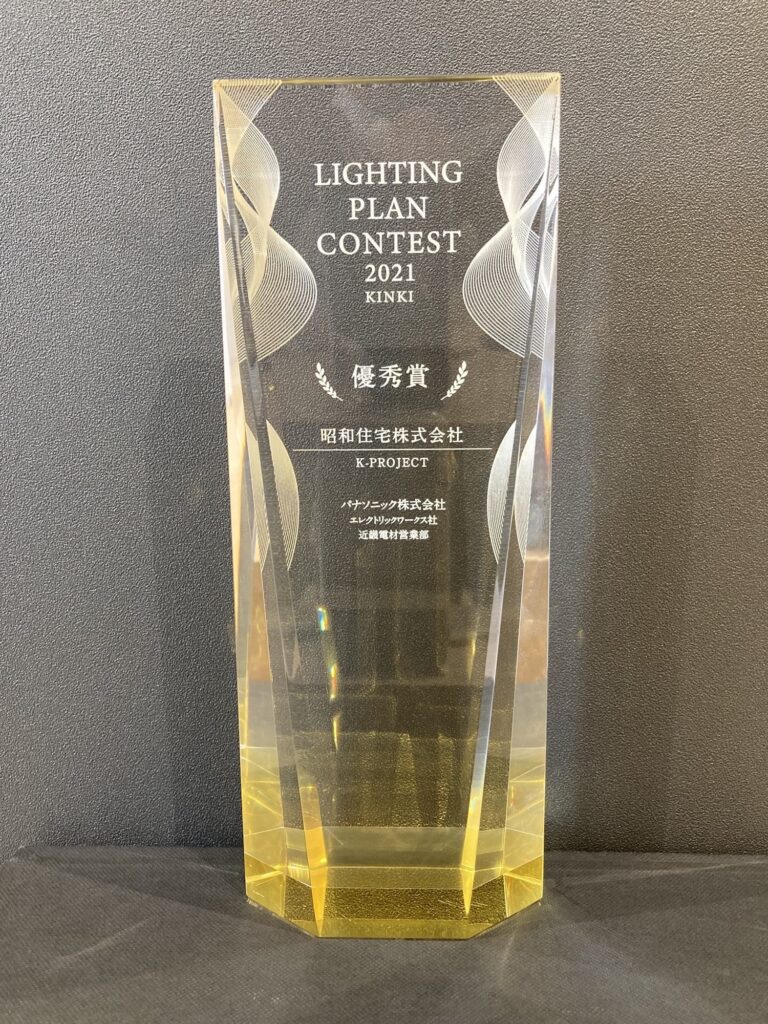 LIGHTING
PLAN
CONTEST
2021
KINKI
優秀賞
昭和住宅株式会社
K-PROJECT
パナソニック株式会社
エレクトリックワークス社
近畿電材営業部